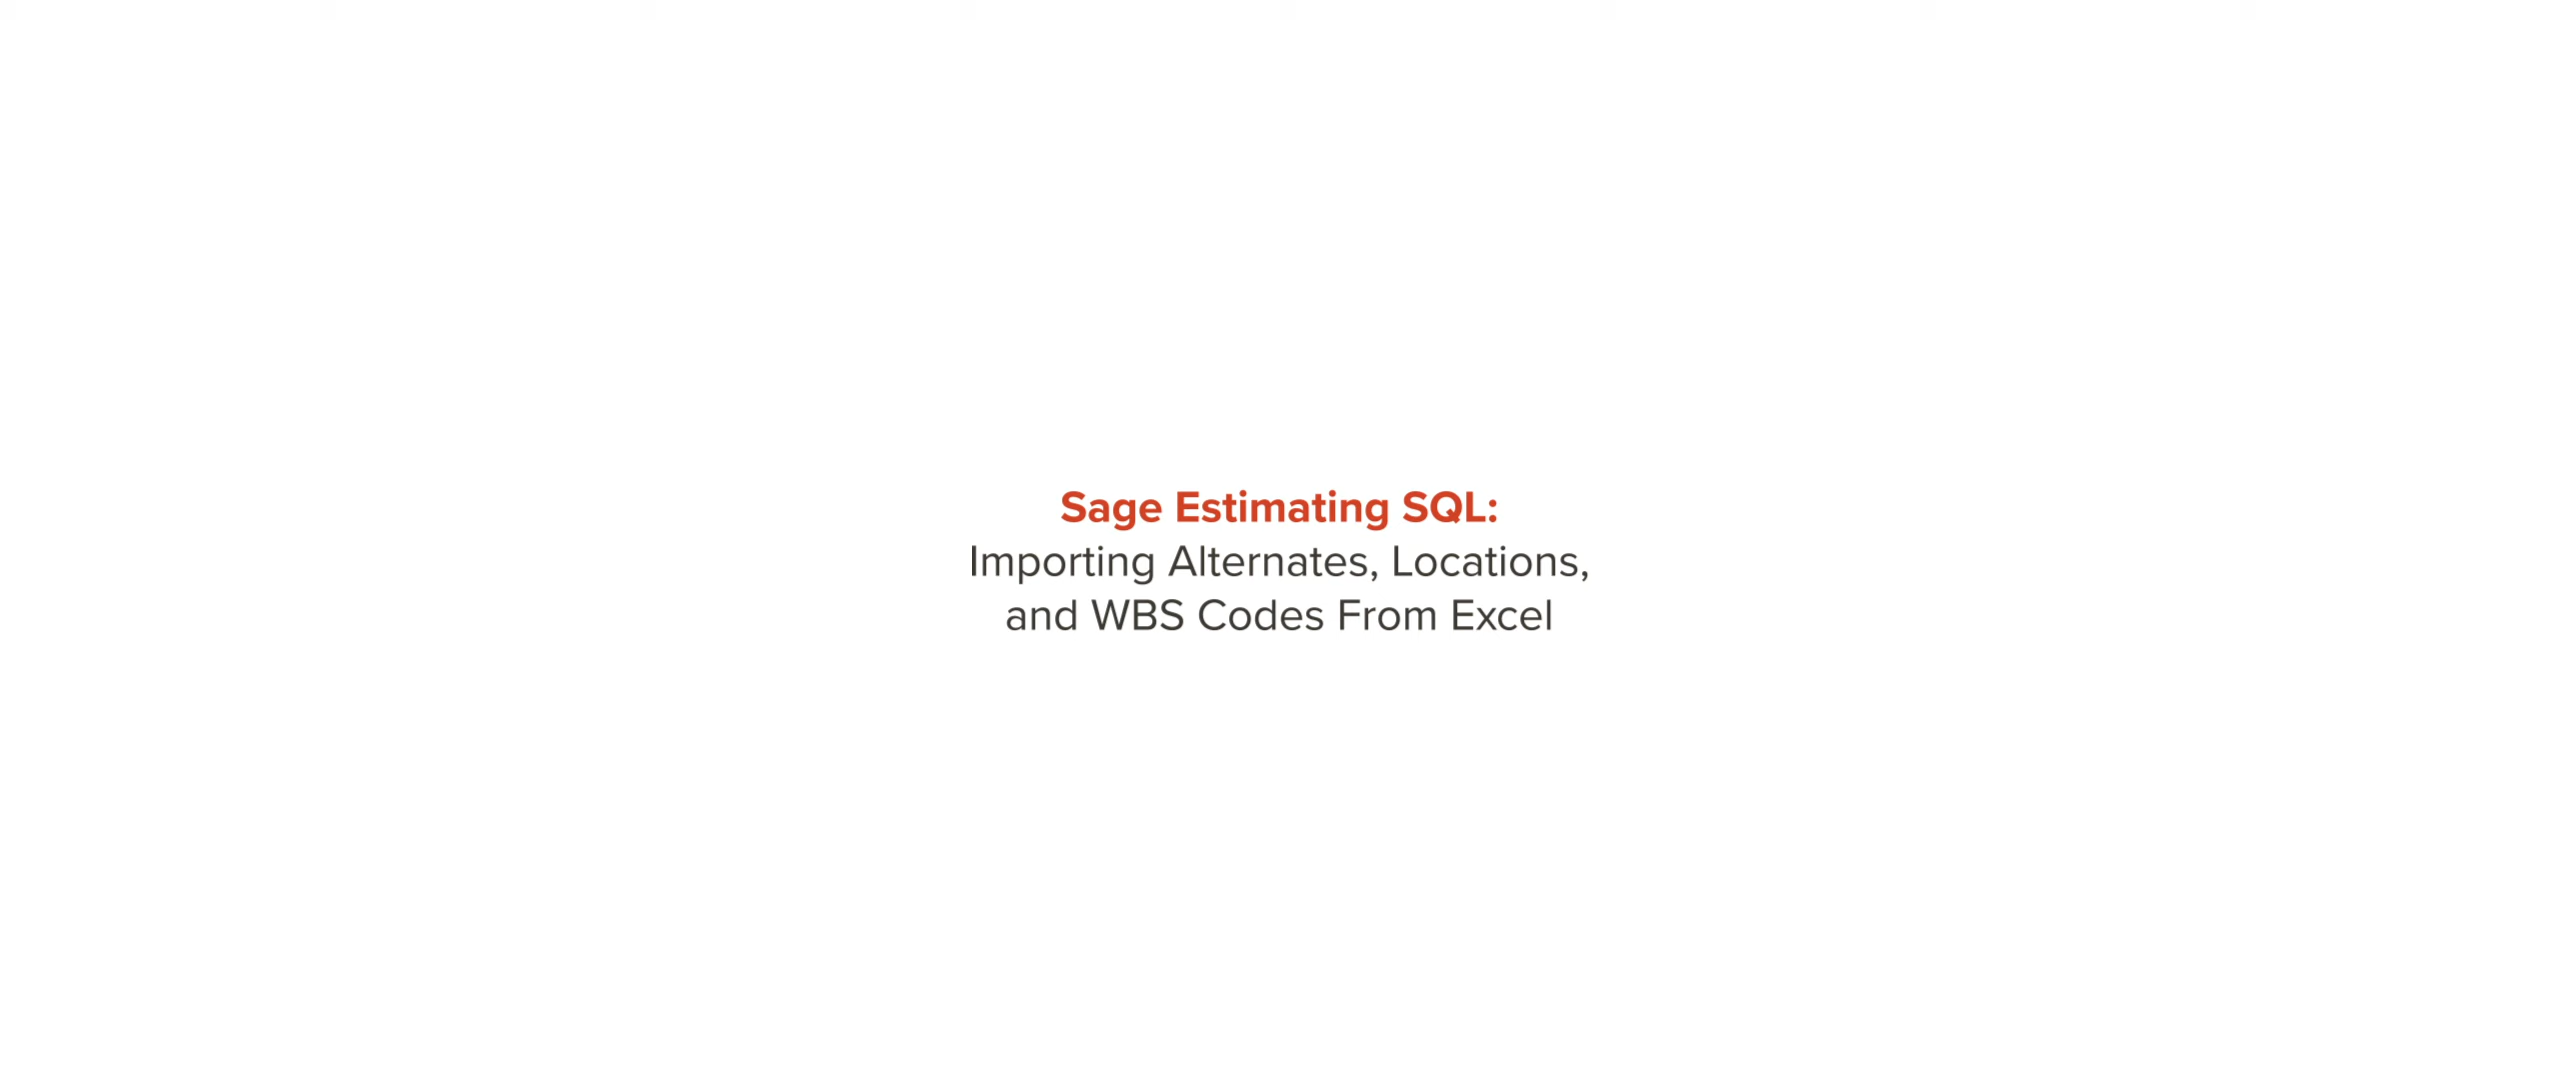 Sage Estimating SQL:
Importing Alternates, Locations,
and WBS Codes From Excel